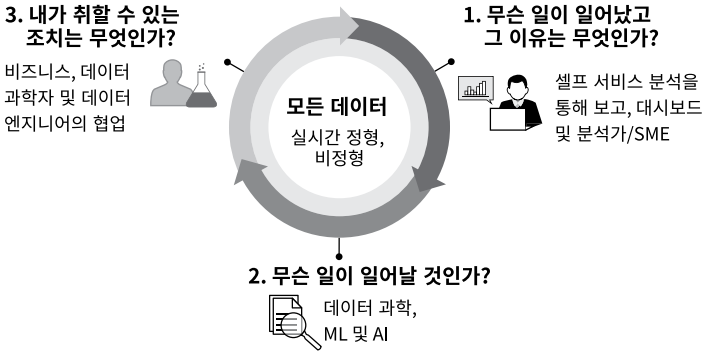 3. 내가 취할 수 있는
조치는 무엇인가?
비즈니스, 데이터
과학자 및 데이터
엔지니어의 협업
1. 무슨 일이 일어났고
그 이유는 무엇인가?
셀프 서비스 분석을
통해 보고, 대시보드
및 분석가/SME
모든 데이터
실시간 정형,
비정형
2. 무슨 일이 일어날 것인가?
데이터 과학,
ML 및 AI